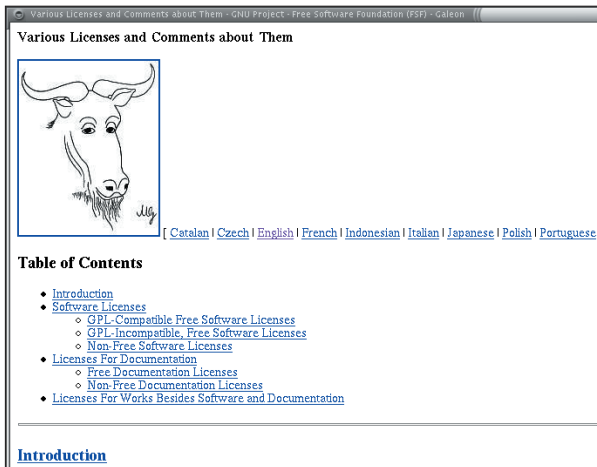 Various Licenses and Comments about Them - GNU Project - Free Software Foundation (FSF) - Galeon
Various Licenses and Comments about Them
[ Catalan | Czech | English | French | Indonesian | Italian | Japanese | Polish | Portuguese
Table of Contents
Introduction
Software Licenses
GPL-Compatible Free Software Licenses
GPL-Incompatible, Free Software Licenses
Non-Free Software Licenses
Licenses For Documentation
Free Documentation Licenses
Non-Free Documentation Licenses
Licenses For Works Besides Software and Documentation
Introduction